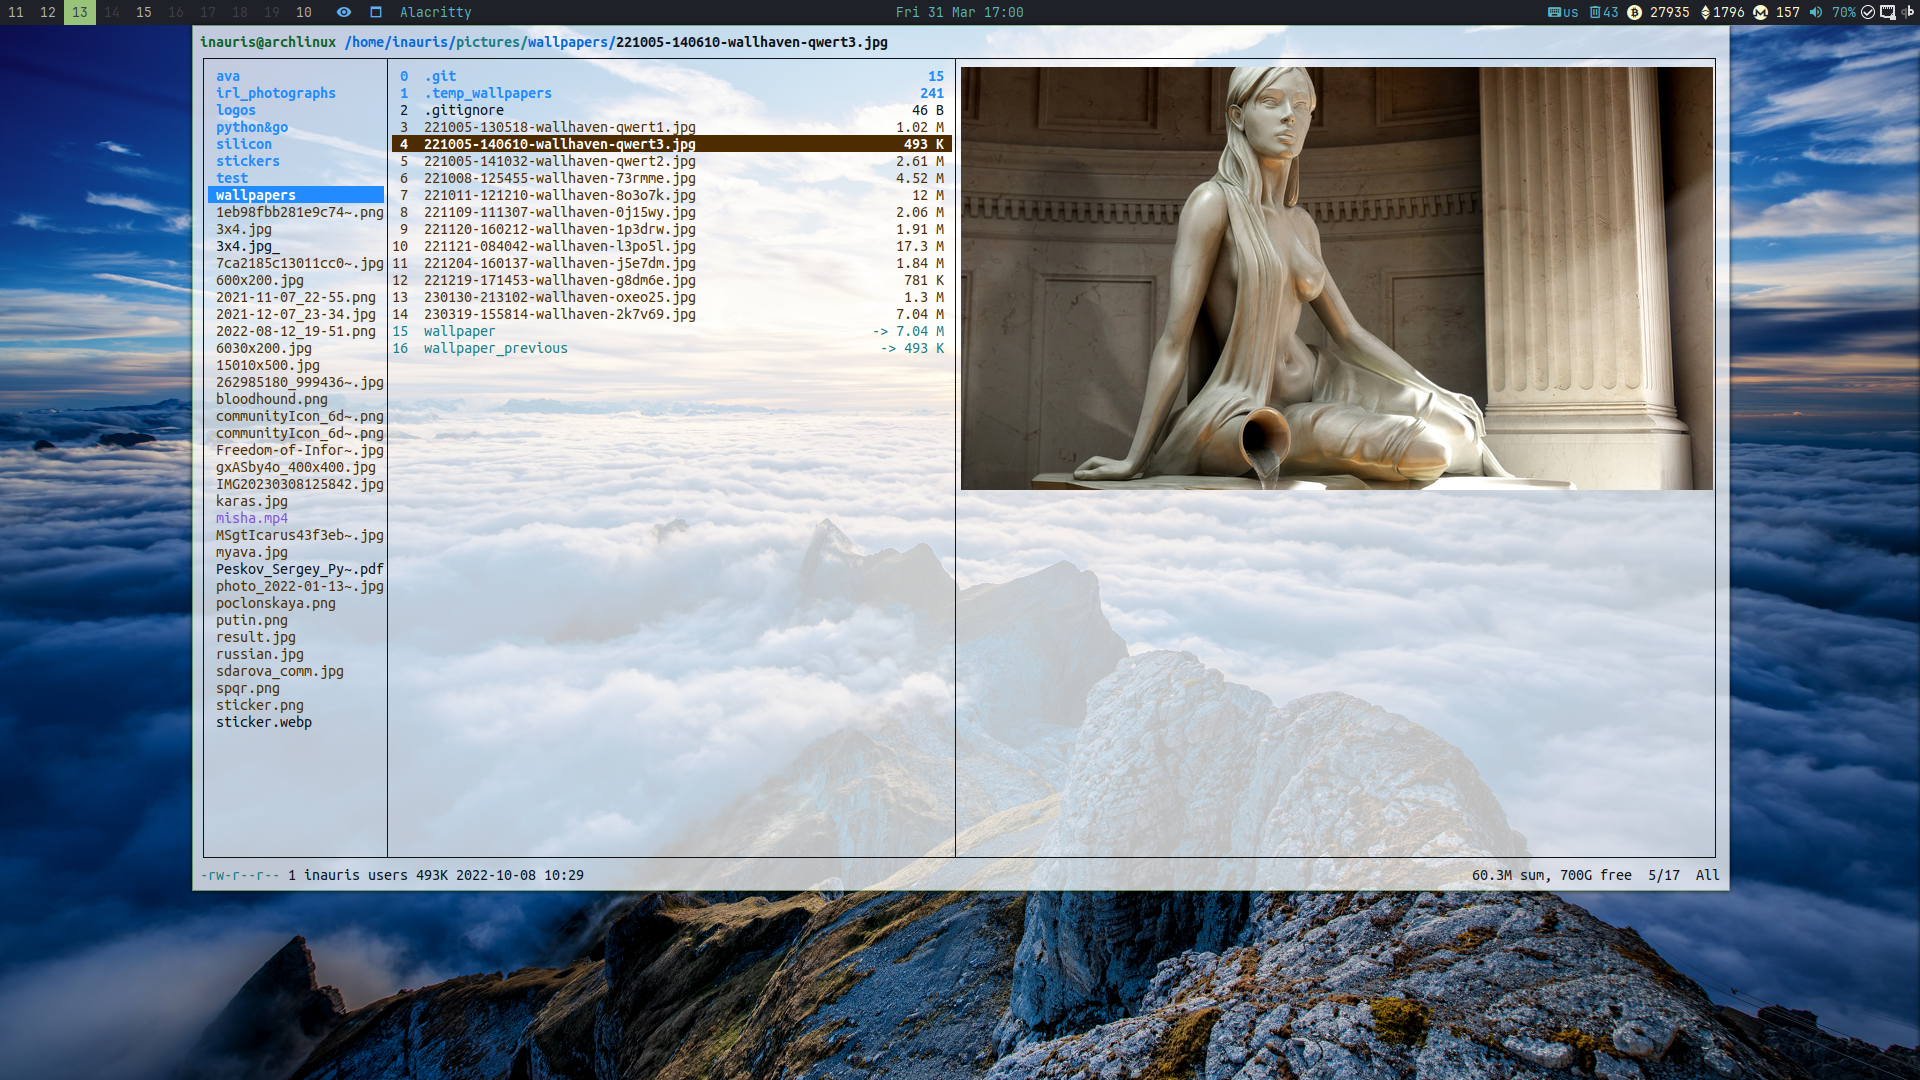 11 12 13 14 15 16 17 18 19 10 Alacritty Fri 31 Mar 17:00 us 43 27935 1796 157 70%
inauris@archlinux /home/inauris/pictures/wallpapers/221005-140610-wallhaven-qwert3.jpg
ava
irl_photographs
logos
python&go
silicon
stickers
test
wallpapers
1eb98fbb281e9c74~.png
3x4.jpg
3x4.jpg_
7ca2185c13011cc0~.jpg
600x200.jpg
2021-11-07_22-55.png
2021-12-07_23-34.jpg
2022-08-12_19-51.png
6030x200.jpg
15010x500.jpg
262985180_999436~.jpg
bloodhound.png
communityIcon_6d~.png
communityIcon_6d~.png
Freedom-of-Infor~.jpg
gxASby4o_400x400.jpg
IMG20230308125842.jpg
karas.jpg
misha.mp4
MSgtIcarus43f3eb~.jpg
myava.jpg
Peskov_Sergey_Py~.pdf
photo_2022-01-13~.jpg
poclonskaya.png
putin.png
result.jpg
russian.jpg
sdarova_comm.jpg
spqr.png
sticker.png
sticker.webp
0 .git 15
1 .temp_wallpapers 241
2 .gitignore 46 B
3 221005-130518-wallhaven-qwert1.jpg 1.02 M
4 221005-140610-wallhaven-qwert3.jpg 493 K
5 221005-141032-wallhaven-qwert2.jpg 2.61 M
6 221008-125455-wallhaven-73rmme.jpg 4.52 M
7 221011-121210-wallhaven-8o3o7k.jpg 12 M
8 221109-111307-wallhaven-0j15wy.jpg 2.06 M
9 221120-160212-wallhaven-1p3drw.jpg 1.91 M
10 221121-084042-wallhaven-l3po5l.jpg 17.3 M
11 221204-160137-wallhaven-j5e7dm.jpg 1.84 M
12 221219-171453-wallhaven-g8dm6e.jpg 781 K
13 230130-213102-wallhaven-oxeo25.jpg 1.3 M
14 230319-155814-wallhaven-2k7v69.jpg 7.04 M
15 wallpaper -> 7.04 M
16 wallpaper_previous -> 493 K
-rw-r--r-- 1 inauris users 493K 2022-10-08 10:29 60.3M sum, 700G free 5/17 All